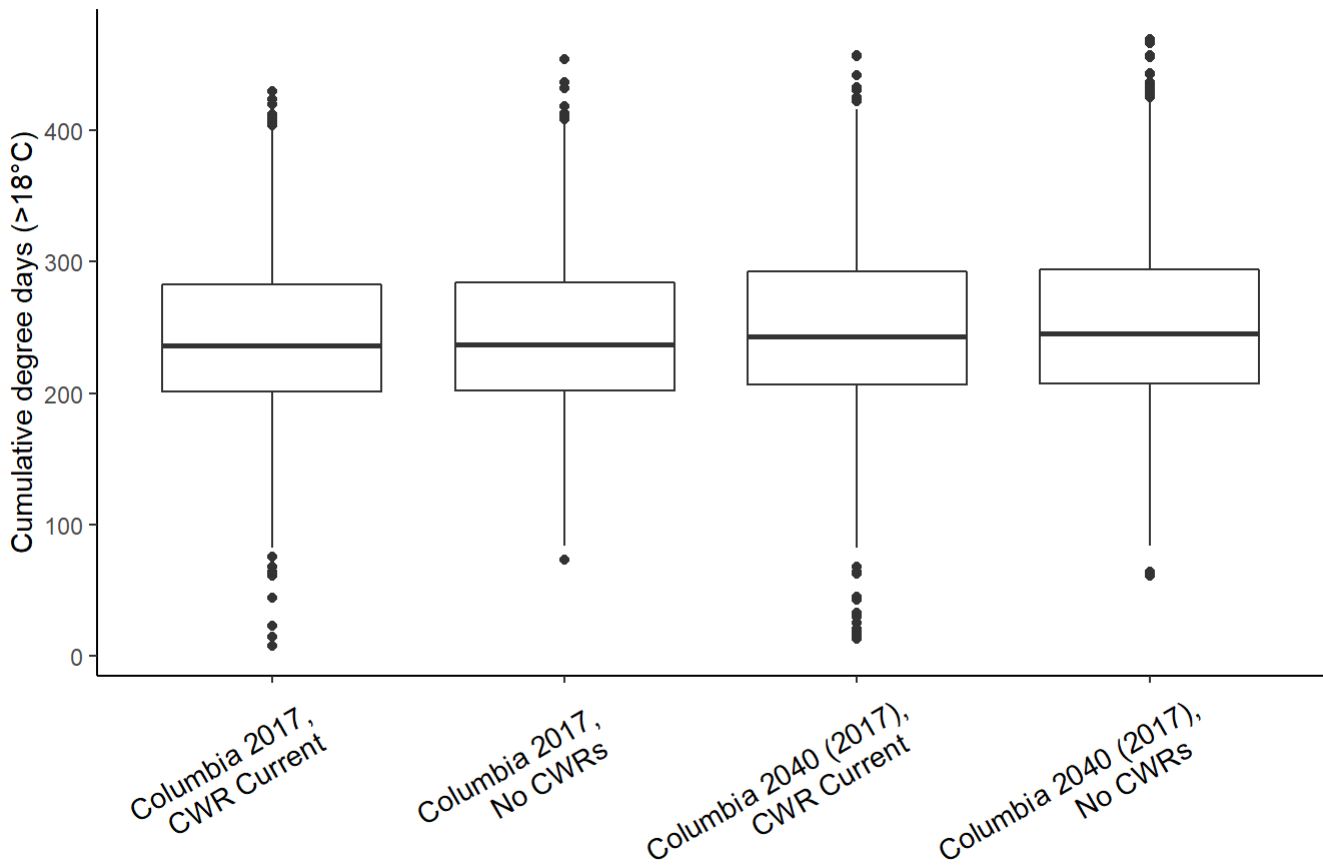 Cumulative degree days (>18°C)
400
300
200
100
0
Columbia 2017,
CWR Current
Columbia 2017,
No CWRs
Columbia 2040 (2017),
CWR Current
Columbia 2040 (2017),
No CWRs